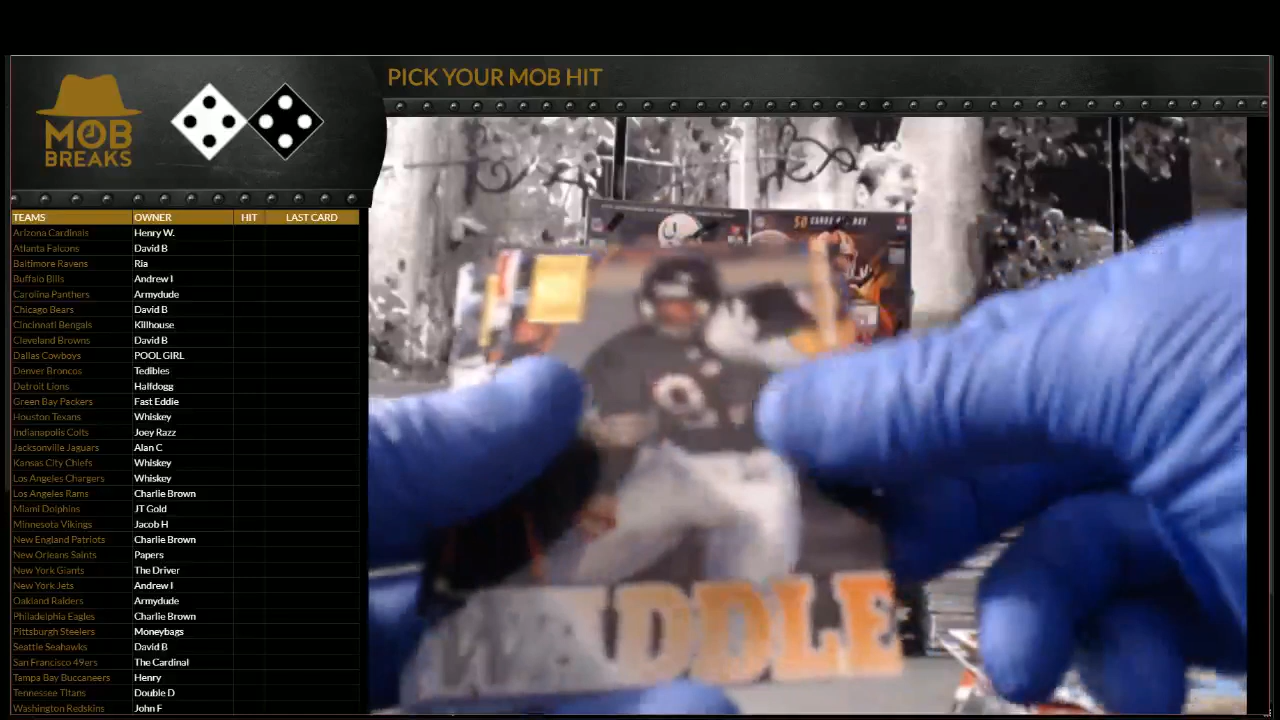 PICK YOUR MOB HIT
MOB
BREAKS
TEAMS OWNER HIT LAST CARD
Arizona Cardinals Henry W.
Atlanta Falcons David B
Baltimore Ravens Ria
Buffalo Bills Andrew I
Carolina Panthers Armydude
Chicago Bears David B
Cincinnati Bengals Killhouse
Cleveland Browns David B
Dallas Cowboys POOL GIRL
Denver Broncos Tedibles
Detroit Lions Halfdogg
Green Bay Packers Fast Eddie
Houston Texans Whiskey
Indianapolis Colts Joey Razz
Jacksonville Jaguars Alan C
Kansas City Chiefs Whiskey
Los Angeles Chargers Whiskey
Los Angeles Rams Charlie Brown
Miami Dolphins JT Gold
Minnesota Vikings Jacob H
New England Patriots Charlie Brown
New Orleans Saints Papers
New York Giants The Driver
New York Jets Andrew I
Oakland Raiders Armydude
Philadelphia Eagles Charlie Brown
Pittsburgh Steelers Moneybags
Seattle Seahawks David B
San Francisco 49ers The Cardinal
Tampa Bay Buccaneers Henry
Tennessee Titans Double D
Washington Redskins John F